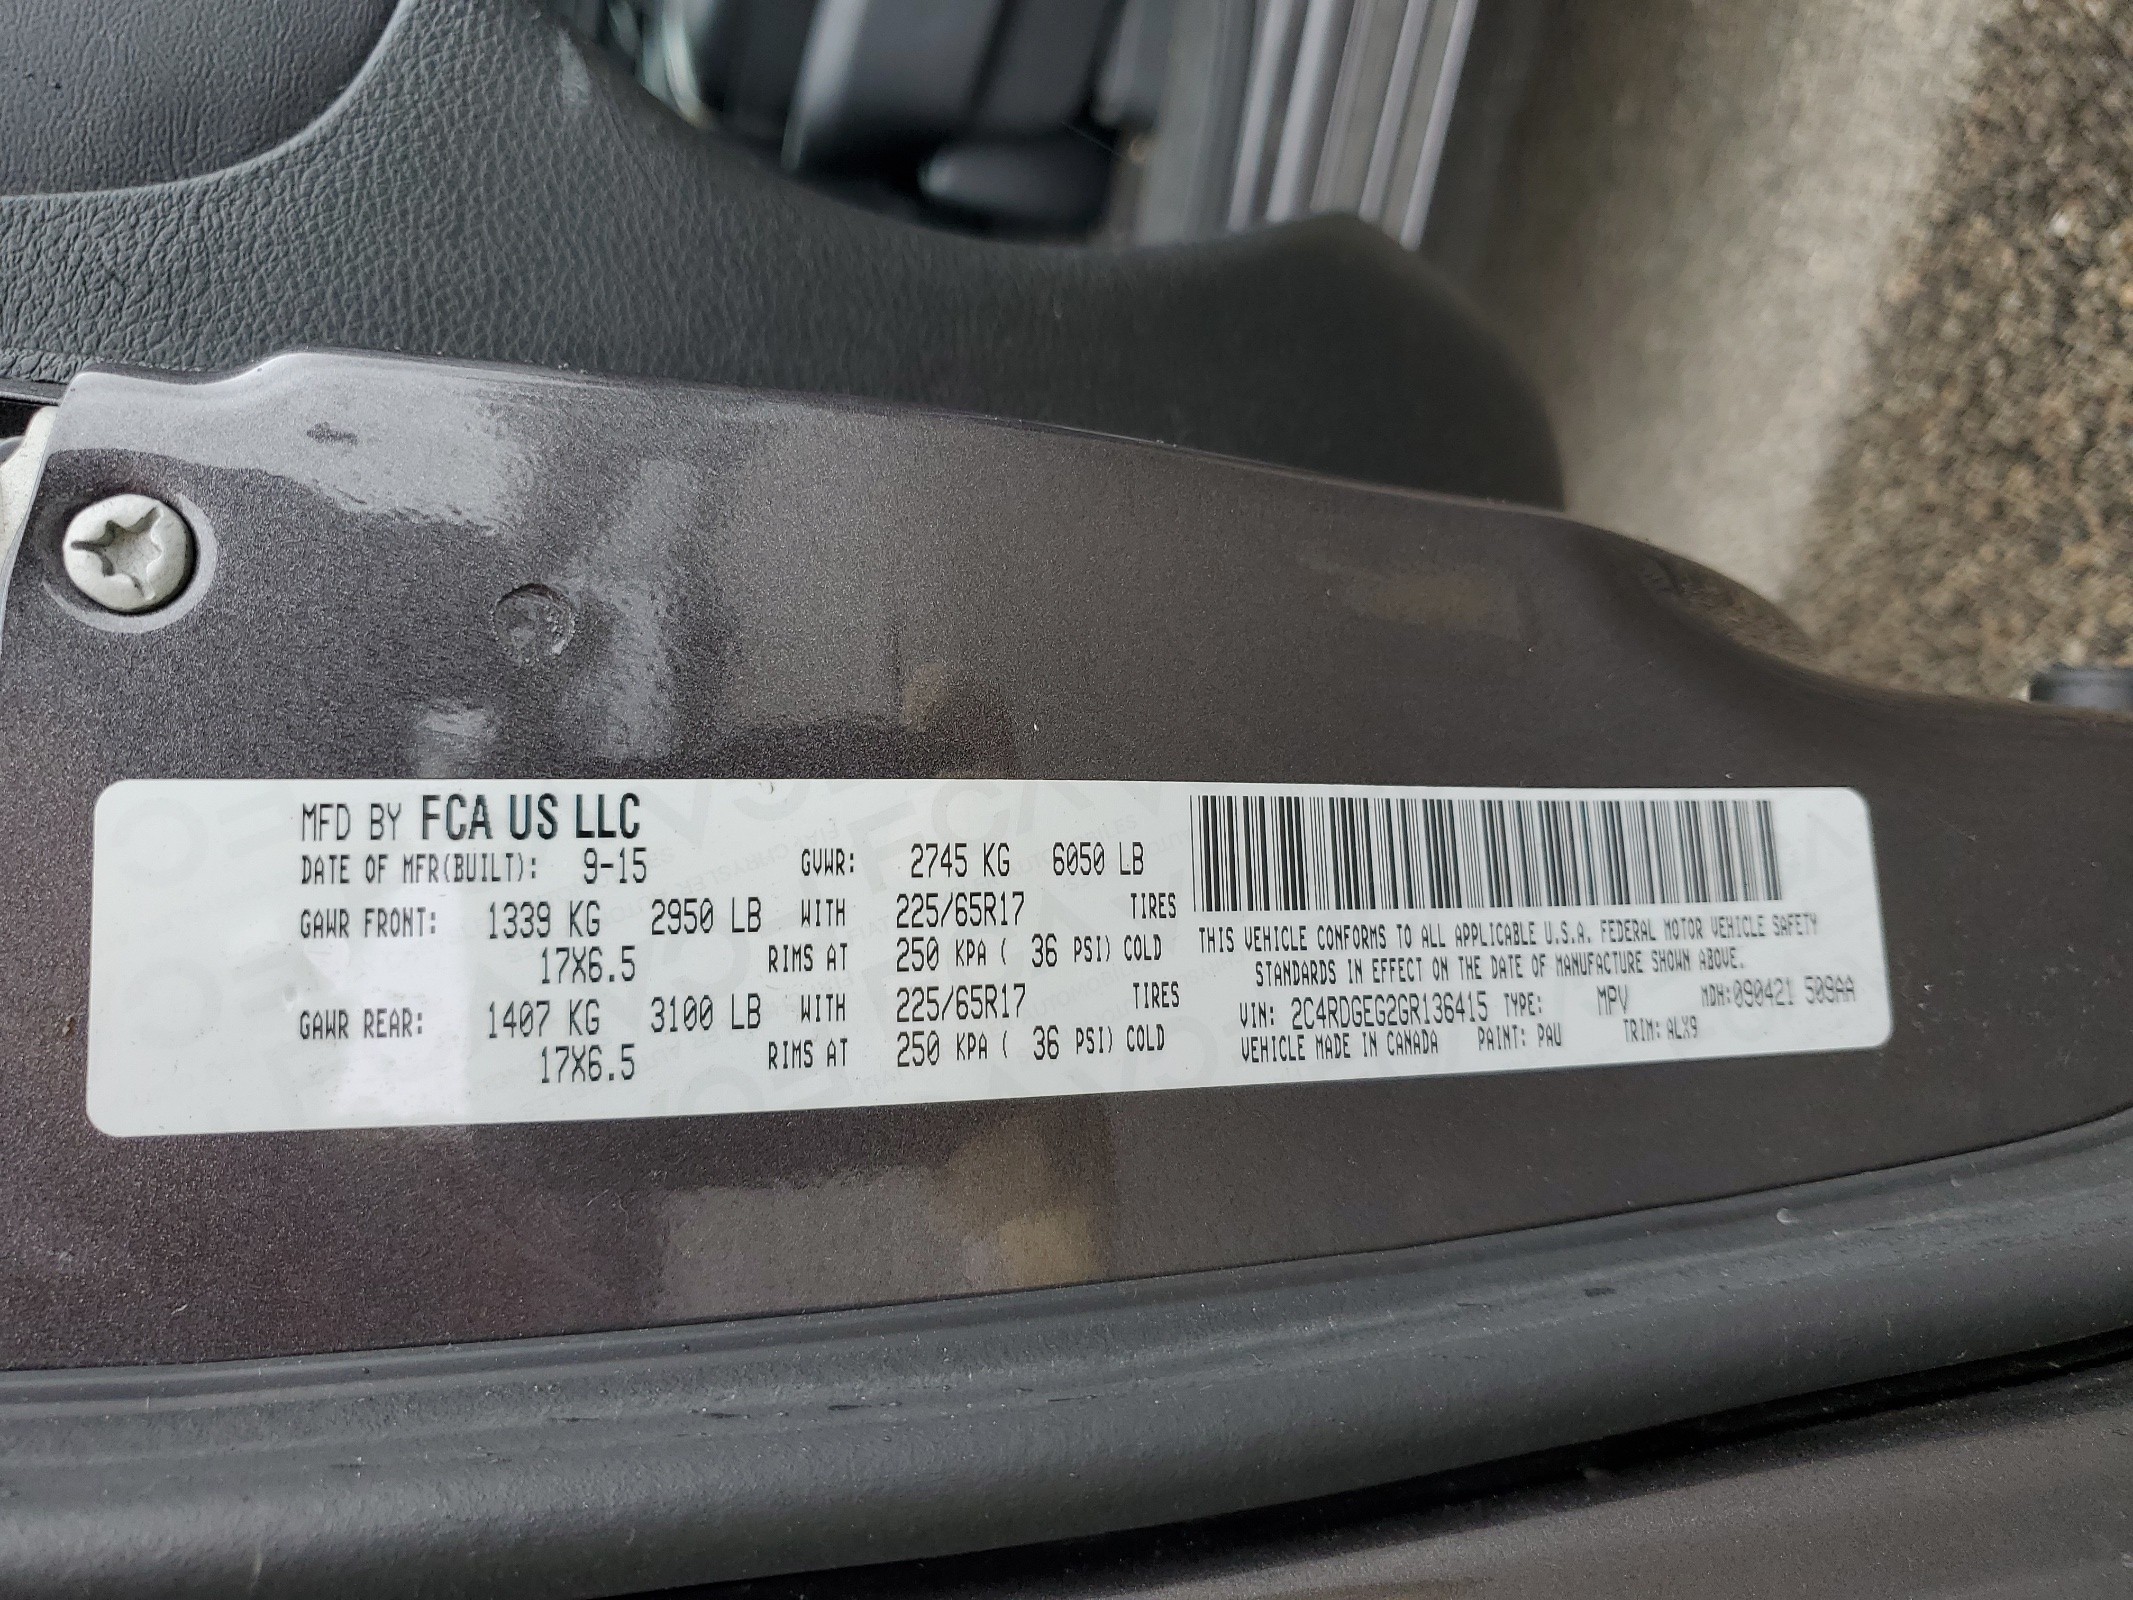 MFD BY FCA US LLC
DATE OF MFR(BUILT): 9-15 GVWR: 2745 KG 6050 LB
GAWR FRONT: 1339 KG 2950 LB WITH 225/65R17 TIRES
17X6.5 RIMS AT 250 KPA ( 36 PSI) COLD
GAWR REAR: 1407 KG 3100 LB WITH 225/65R17 TIRES
17X6.5 RIMS AT 250 KPA ( 36 PSI) COLD
THIS VEHICLE CONFORMS TO ALL APPLICABLE U.S.A. FEDERAL MOTOR VEHICLE SAFETY
STANDARDS IN EFFECT ON THE DATE OF MANUFACTURE SHOWN ABOVE.
VIN: 2C4RDGEG2GR136415 TYPE: MPV MDH:090421 509AA
VEHICLE MADE IN CANADA PAINT: PAU TRIM:ALX9